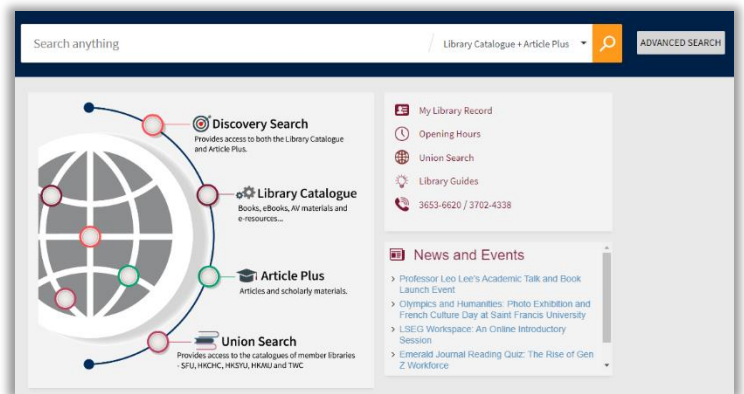 Search anything
Library Catalogue + Article Plus
ADVANCED SEARCH
Discovery Search
Provides access to both the Library Catalogue
and Article Plus.
Library Catalogue
Books, eBooks, AV materials and
e-resources...
Article Plus
Articles and scholarly materials.
Union Search
Provides access to the catalogues of member libraries
- SFU, HKCHC, HKSYU, HKMU and TWC
My Library Record
Opening Hours
Union Search
Library Guides
3653-6620 / 3702-4338
News and Events
> Professor Leo Lee's Academic Talk and Book
Launch Event
> Olympics and Humanities: Photo Exhibition and
French Culture Day at Saint Francis University
> LSEG Workspace: An Online Introductory
Session
> Emerald Journal Reading Quiz: The Rise of Gen
Z Workforce